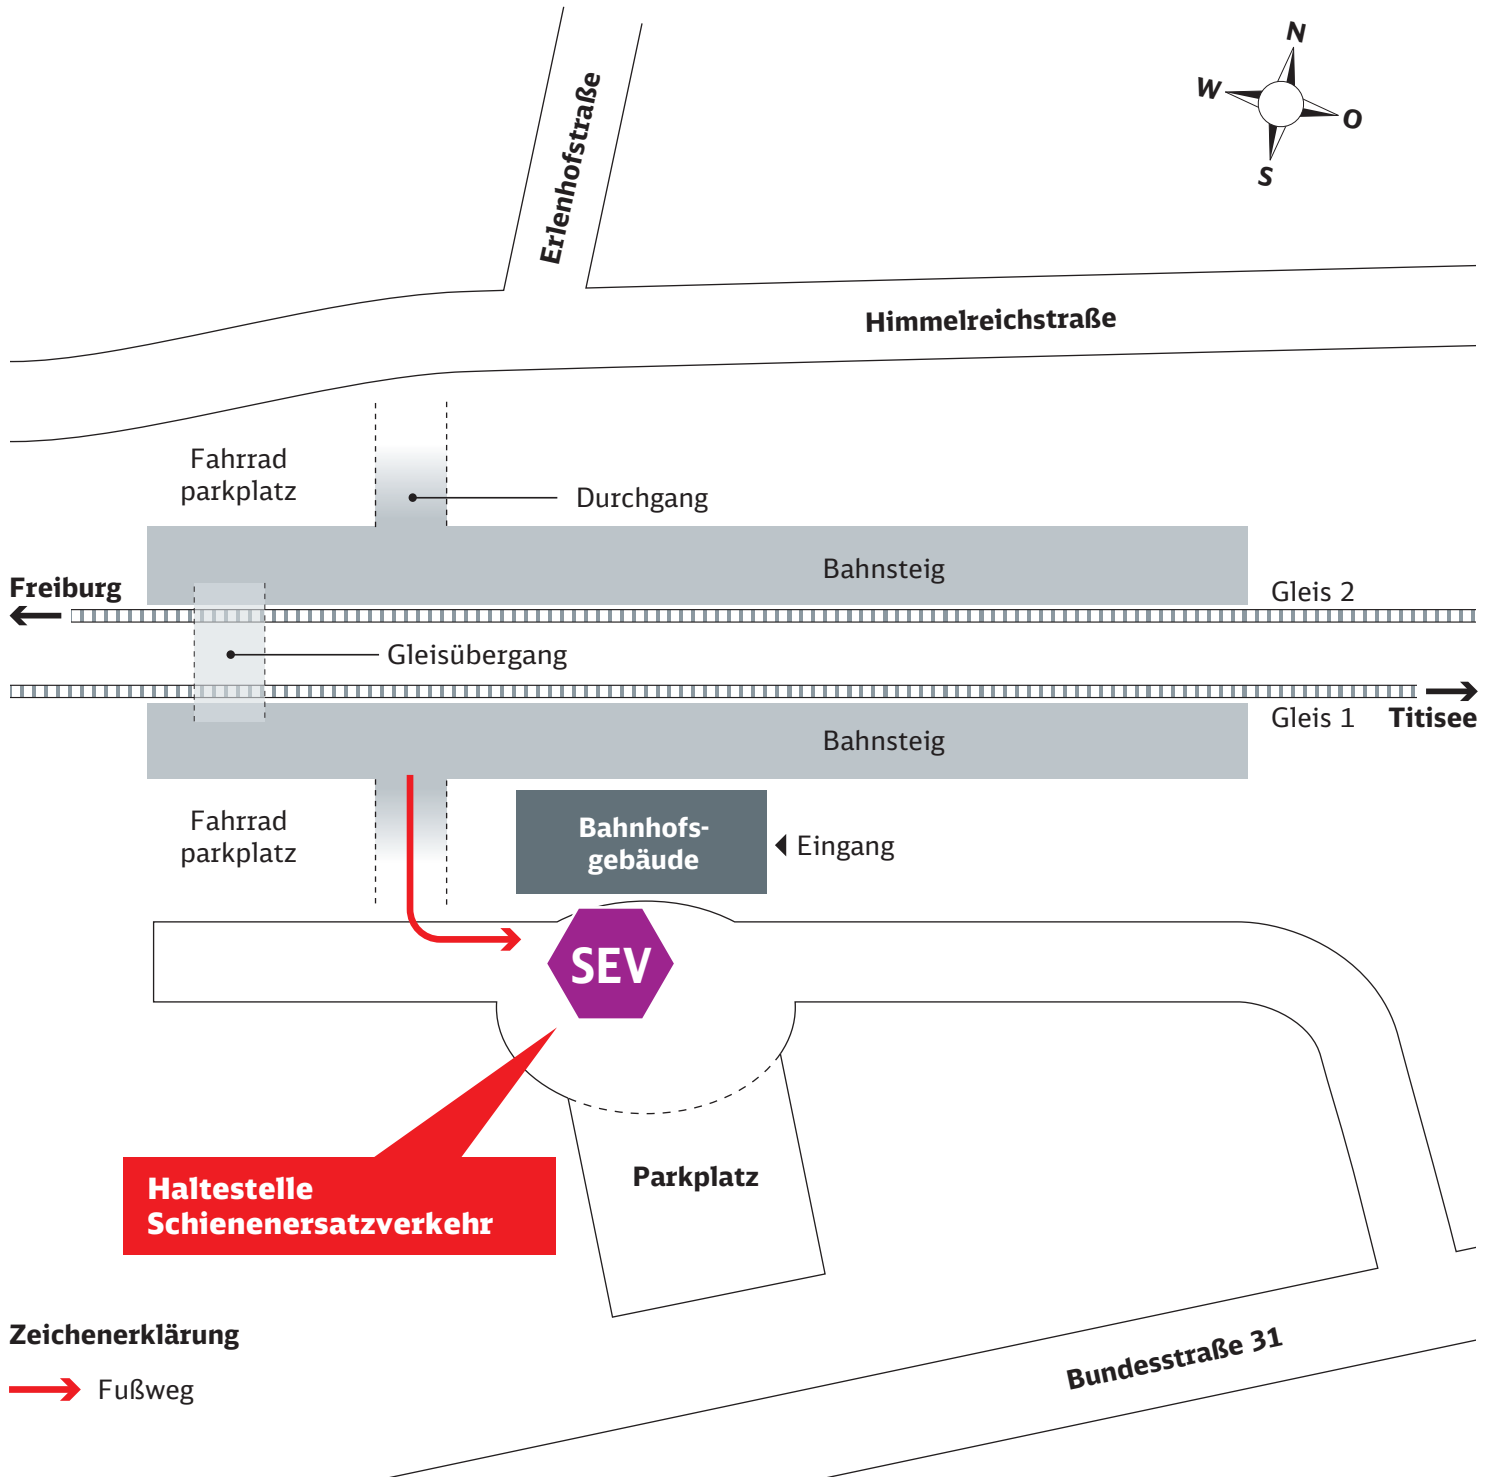 N
W
O
S
Erlenhofstraße
Himmelreichstraße
Fahrrad
parkplatz
Durchgang
Bahnsteig
Freiburg
Gleis 2
Gleisübergang
Gleis 1
Titisee
Bahnsteig
Fahrrad
parkplatz
Bahnhofs-
gebäude
Eingang
SEV
Haltestelle
Schienenersatzverkehr
Parkplatz
Bundesstraße 31
Zeichenerklärung
Fußweg